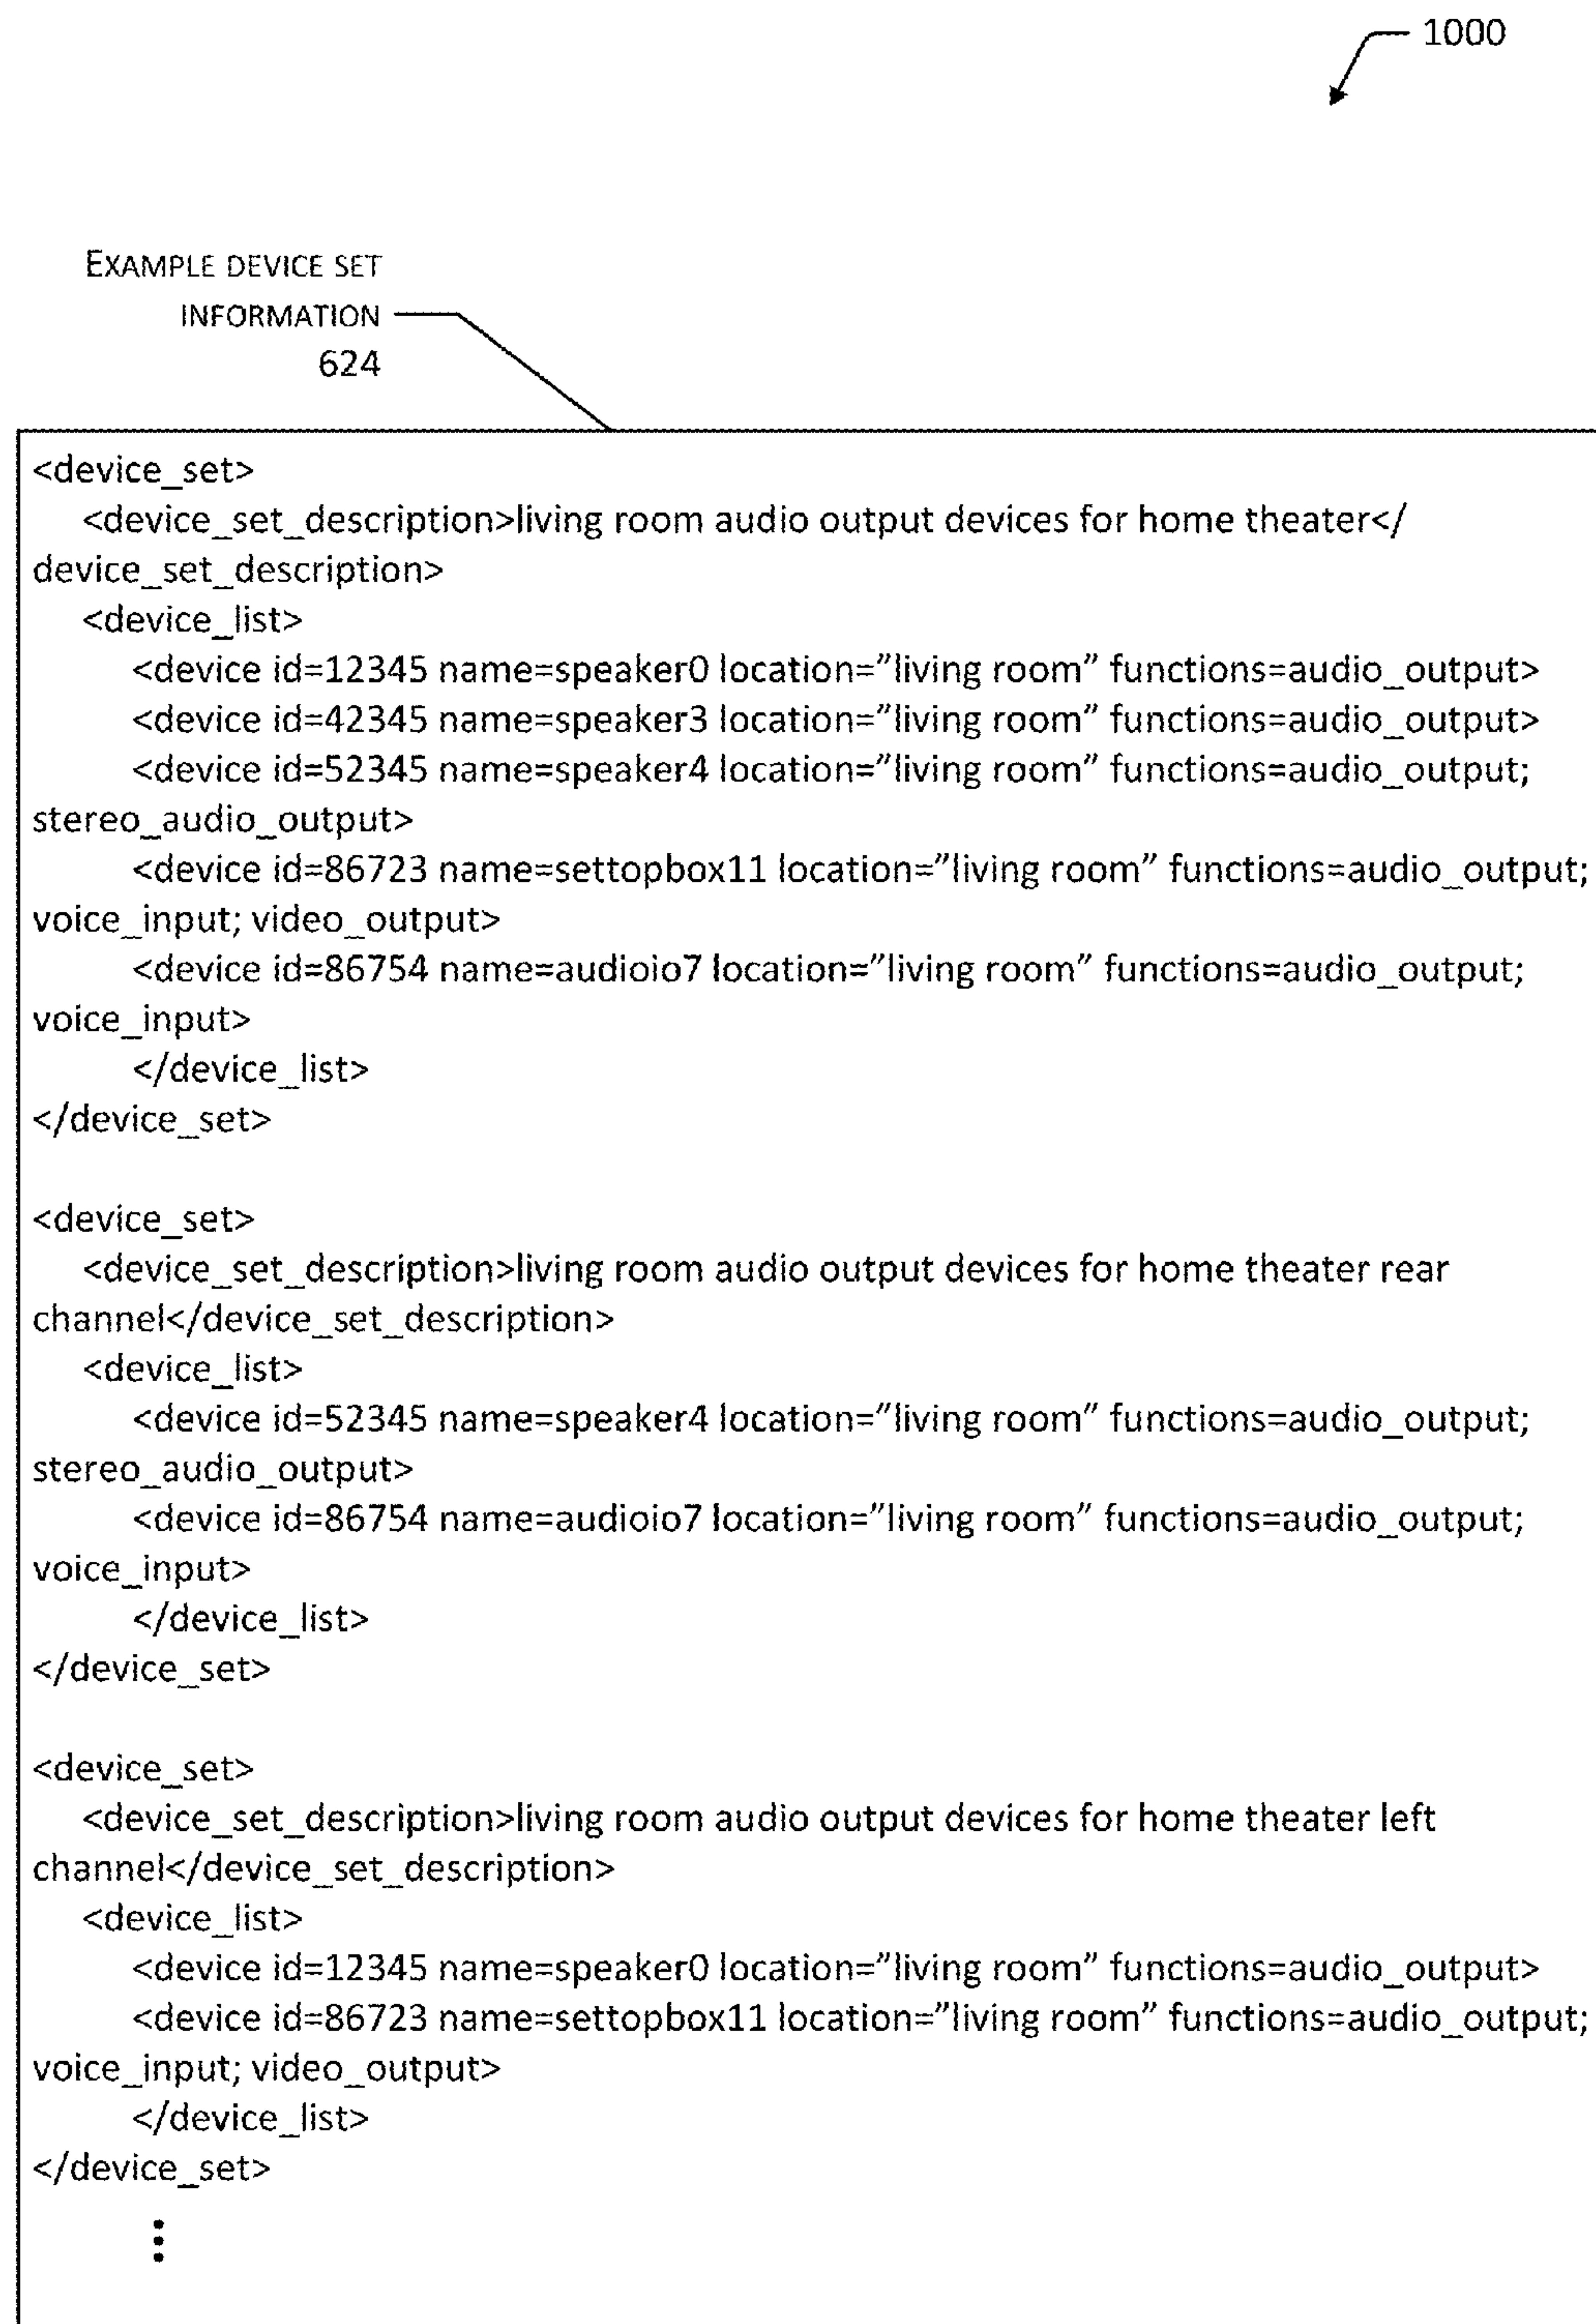 1000
EXAMPLE DEVICE SET
INFORMATION
624
<device_set>
<device_set_description>living room audio output devices for home theater</
device_set_description>
<device_list>
<device id=12345 name=speaker0 location=”living room” functions=audio_output>
<device id=42345 name=speaker3 location=”living room” functions=audio_output>
<device id=52345 name=speaker4 location=”living room” functions=audio_output;
stereo_audio_output>
<device id=86723 name=settopbox11 location=”living room” functions=audio_output;
voice_input; video_output>
<device id=86754 name=audioio7 location=”living room” functions=audio_output;
voice_input>
</device_list>
</device_set>
<device_set>
<device_set_description>living room audio output devices for home theater rear
channel</device_set_description>
<device_list>
<device id=52345 name=speaker4 location=”living room” functions=audio_output;
stereo_audio_output>
<device id=86754 name=audioio7 location=”living room” functions=audio_output;
voice_input>
</device_list>
</device_set>
<device_set>
<device_set_description>living room audio output devices for home theater left
channel</device_set_description>
<device_list>
<device id=12345 name=speaker0 location=”living room” functions=audio_output>
<device id=86723 name=settopbox11 location=”living room” functions=audio_output;
voice_input; video_output>
</device_list>
</device_set>
⋮